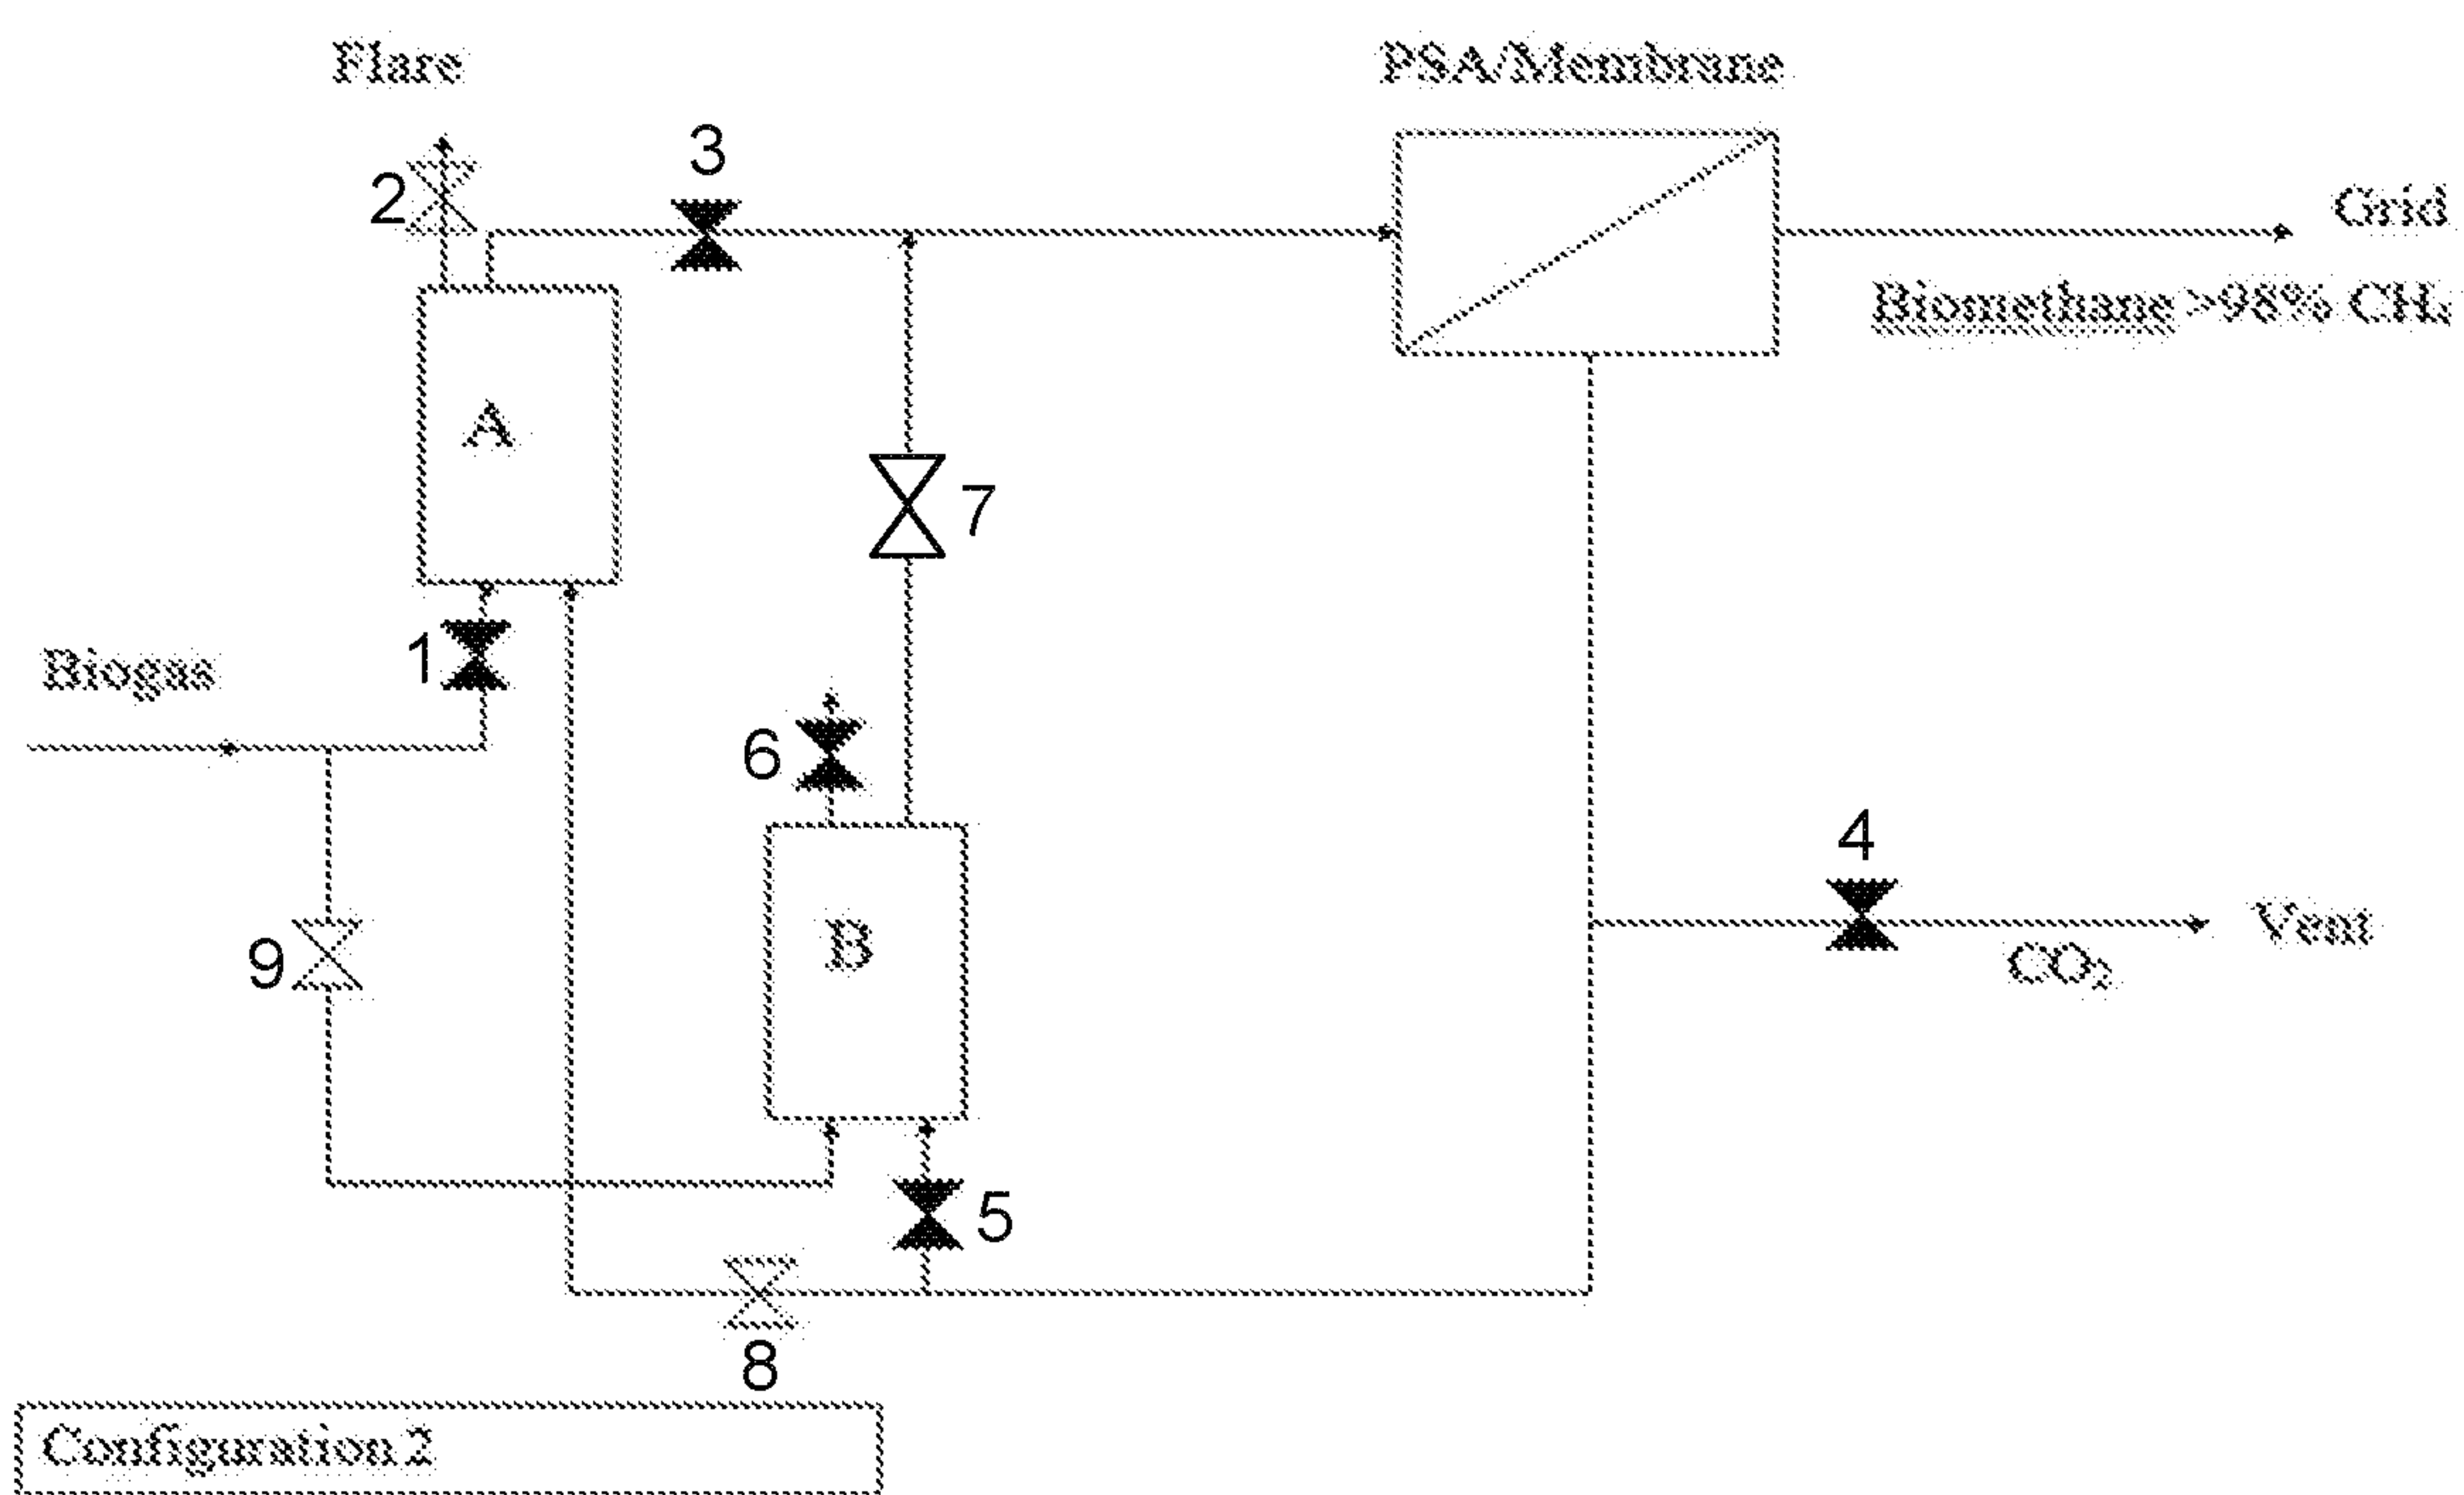 Flare
PSA/Membrane
3
2
Grid
Biomethane >98% CH₄
A
7
1
Biogas
6
4
B
Vent
9
CO₂
5
8
Configuration 2